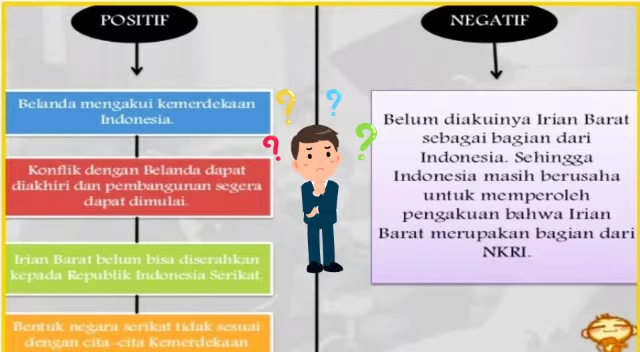 POSITIF
Belanda mengakui kemerdekaan
Indonesia.
Konflik dengan Belanda dapat
diakhiri dan pembangunan segera
dapat dimulai.
Irian Barat belum bisa diserahkan
kepada Republik Indonesia Serikat.
Bentuk negara serikat tidak sesuai
dengan cita-cita Kemerdekaan
NEGATIF
Belum diakuinya Irian Barat
sebagai bagian dari
Indonesia. Sehingga
Indonesia masih berusaha
untuk memperoleh
pengakuan bahwa Irian
Barat merupakan bagian dari
NKRI.
? ? ? ?